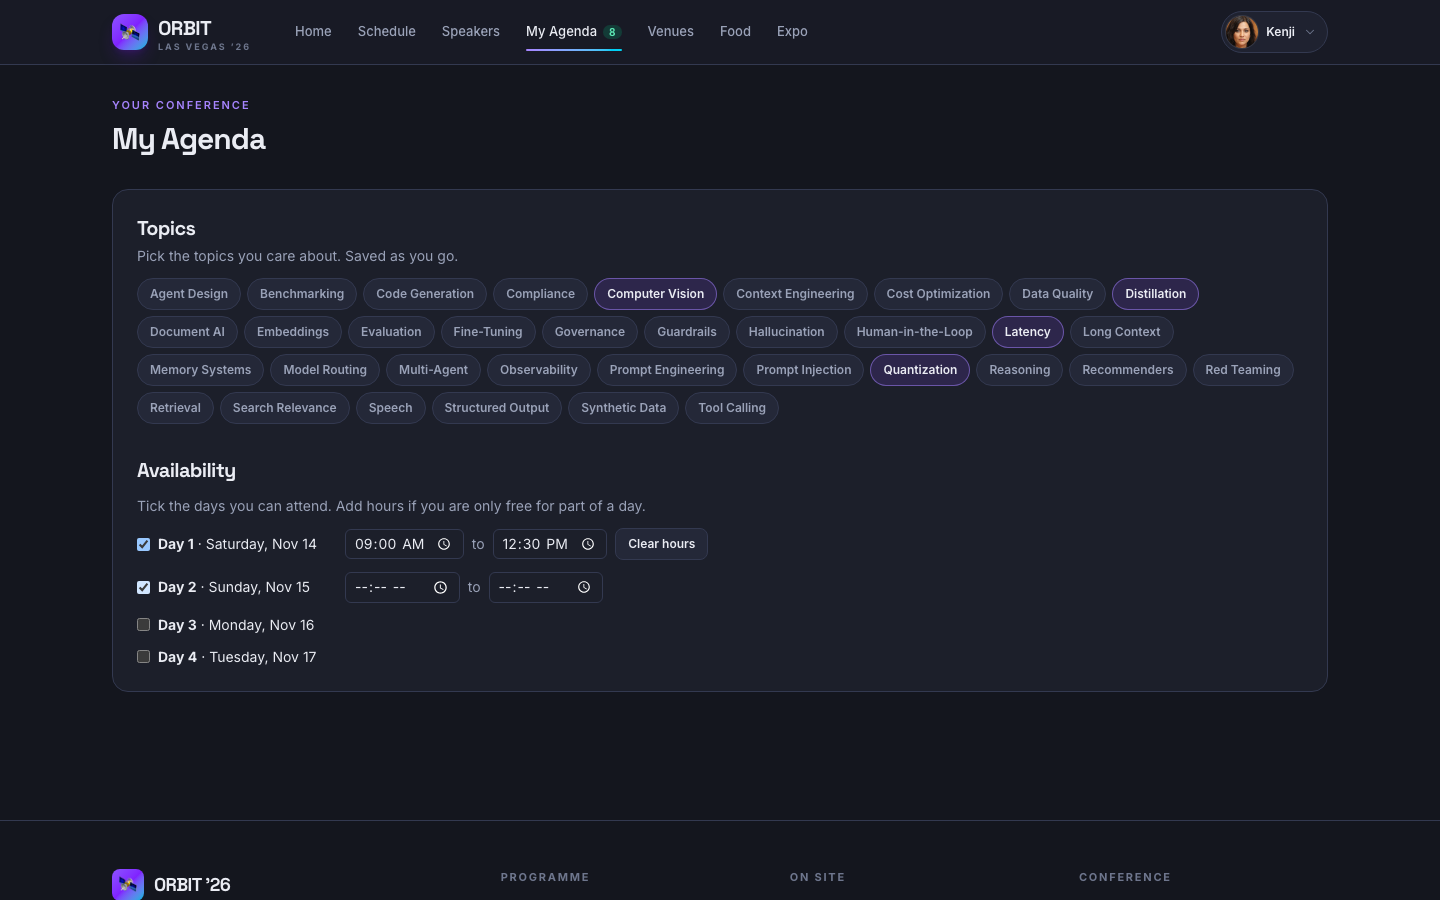 ORBIT
LAS VEGAS '26
Home Schedule Speakers My Agenda 8 Venues Food Expo
Kenji
YOUR CONFERENCE
My Agenda
Topics
Pick the topics you care about. Saved as you go.
Agent Design Benchmarking Code Generation Compliance Computer Vision Context Engineering Cost Optimization Data Quality Distillation
Document AI Embeddings Evaluation Fine-Tuning Governance Guardrails Hallucination Human-in-the-Loop Latency Long Context
Memory Systems Model Routing Multi-Agent Observability Prompt Engineering Prompt Injection Quantization Reasoning Recommenders Red Teaming
Retrieval Search Relevance Speech Structured Output Synthetic Data Tool Calling
Availability
Tick the days you can attend. Add hours if you are only free for part of a day.
Day 1 · Saturday, Nov 14 09:00 AM to 12:30 PM Clear hours
Day 2 · Sunday, Nov 15 --:-- -- to --:-- --
Day 3 · Monday, Nov 16
Day 4 · Tuesday, Nov 17
ORBIT ’26 PROGRAMME ON SITE CONFERENCE